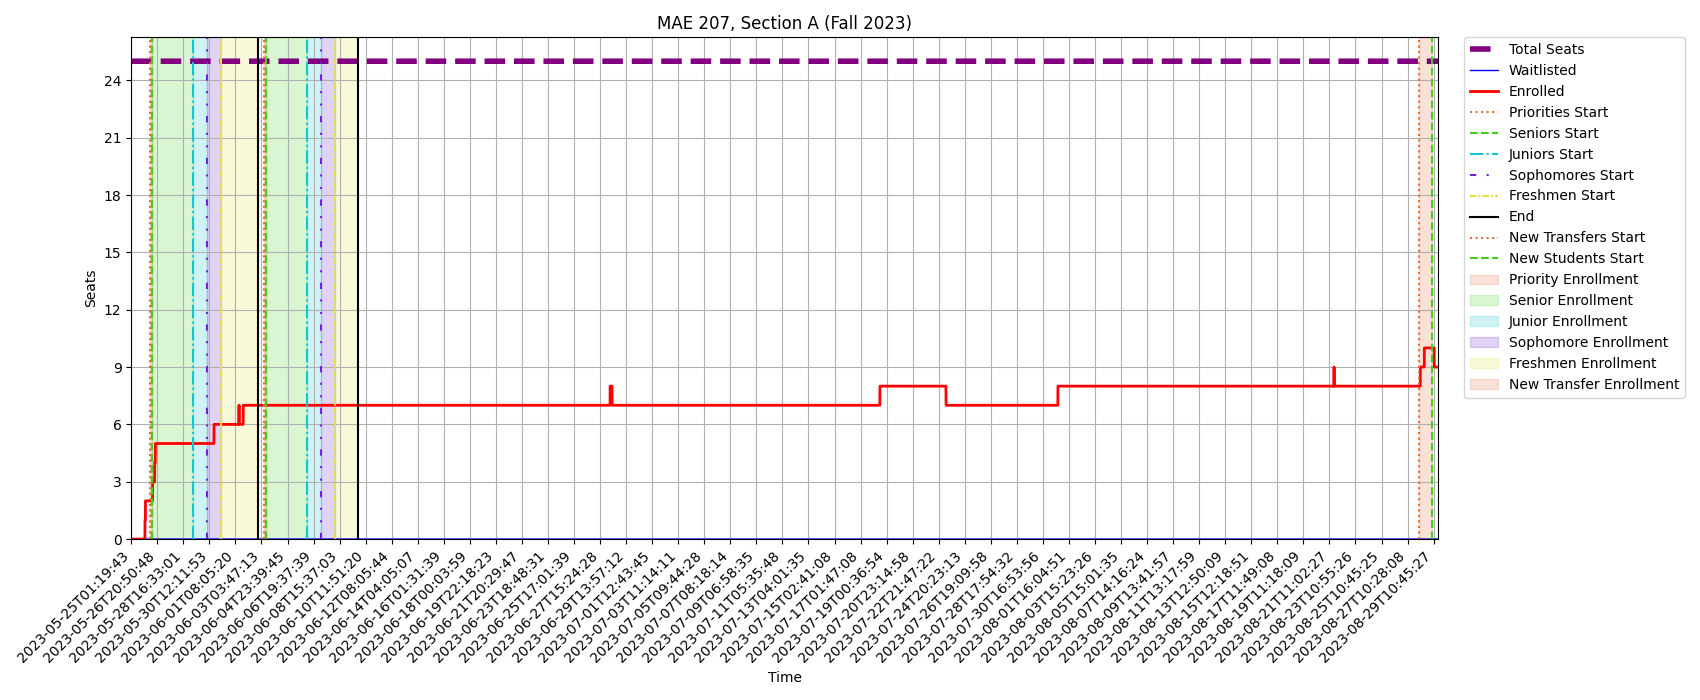 MAE 207, Section A (Fall 2023)
Seats
24
21
18
15
12
9
6
3
0
2023-05-25T01:19:43
2023-05-26T20:50:48
2023-05-28T16:33:01
2023-05-30T12:11:53
2023-06-01T08:05:20
2023-06-03T03:47:13
2023-06-04T23:39:45
2023-06-06T19:37:39
2023-06-08T15:37:03
2023-06-10T11:51:20
2023-06-12T08:05:44
2023-06-14T04:05:07
2023-06-16T01:31:39
2023-06-18T00:03:59
2023-06-19T22:18:23
2023-06-21T20:29:47
2023-06-23T18:48:31
2023-06-25T17:01:39
2023-06-27T15:24:28
2023-06-29T13:57:12
2023-07-01T12:43:45
2023-07-03T11:14:11
2023-07-05T09:44:28
2023-07-07T08:18:14
2023-07-09T06:58:35
2023-07-11T05:35:48
2023-07-13T04:01:35
2023-07-15T02:41:08
2023-07-17T01:47:08
2023-07-19T00:36:54
2023-07-20T23:14:58
2023-07-22T21:47:22
2023-07-24T20:23:13
2023-07-26T19:09:58
2023-07-28T17:54:32
2023-07-30T16:53:56
2023-08-01T16:04:51
2023-08-03T15:23:26
2023-08-05T15:01:35
2023-08-07T14:16:24
2023-08-09T13:41:57
2023-08-11T13:17:59
2023-08-13T12:50:09
2023-08-15T12:18:51
2023-08-17T11:49:08
2023-08-19T11:18:09
2023-08-21T11:02:27
2023-08-23T10:55:26
2023-08-25T10:45:25
2023-08-27T10:28:08
2023-08-29T10:45:27
Time
Total Seats
Waitlisted
Enrolled
Priorities Start
Seniors Start
Juniors Start
Sophomores Start
Freshmen Start
End
New Transfers Start
New Students Start
Priority Enrollment
Senior Enrollment
Junior Enrollment
Sophomore Enrollment
Freshmen Enrollment
New Transfer Enrollment